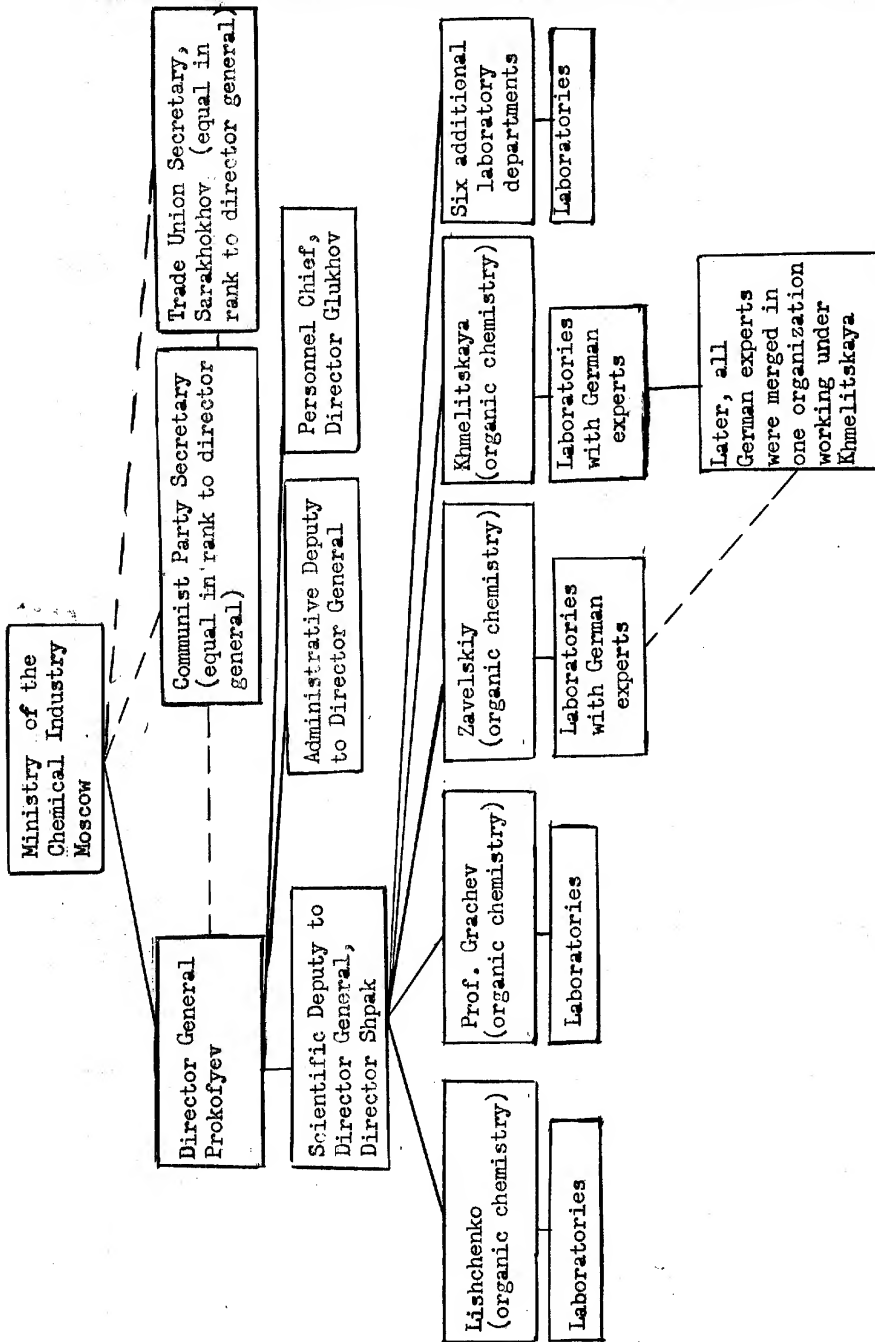 Ministry of the
Chemical Industry
Moscow
Director General
Prokofyev
Communist Party Secretary
(equal in rank to director
general)
Trade Union Secretary,
Sarakhokhov (equal in
rank to director general)
Scientific Deputy to
Director General,
Director Shpak
Administrative Deputy
to Director General
Personnel Chief,
Director Glukhov
Lishchenko
(organic chemistry)
Prof. Grachev
(organic chemistry)
Zavelskiy
(organic chemistry)
Khmelitskaya
(organic chemistry)
Six additional
laboratory
departments
Laboratories
Laboratories
Laboratories
with German
experts
Laboratories
with German
experts
Laboratories
Later, all
German experts
were merged in
one organization
working under
Khmelitskaya